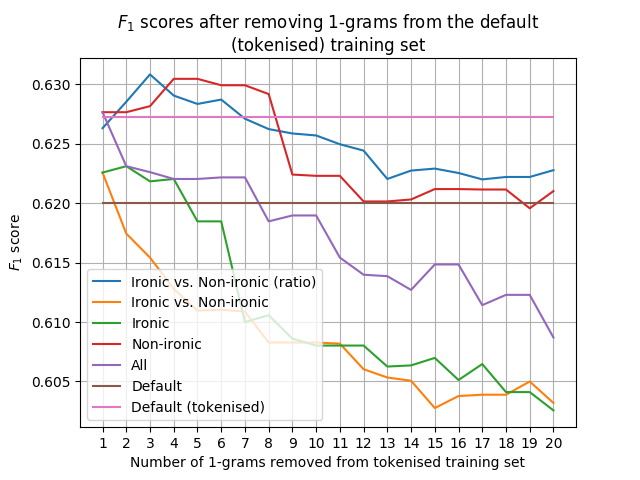 F₁ scores after removing 1-grams from the default
(tokenised) training set
0.630
0.625
0.620
0.615
0.610
0.605
F₁ score
Ironic vs. Non-ironic (ratio)
Ironic vs. Non-ironic
Ironic
Non-ironic
All
Default
Default (tokenised)
1 2 3 4 5 6 7 8 9 10 11 12 13 14 15 16 17 18 19 20
Number of 1-grams removed from tokenised training set